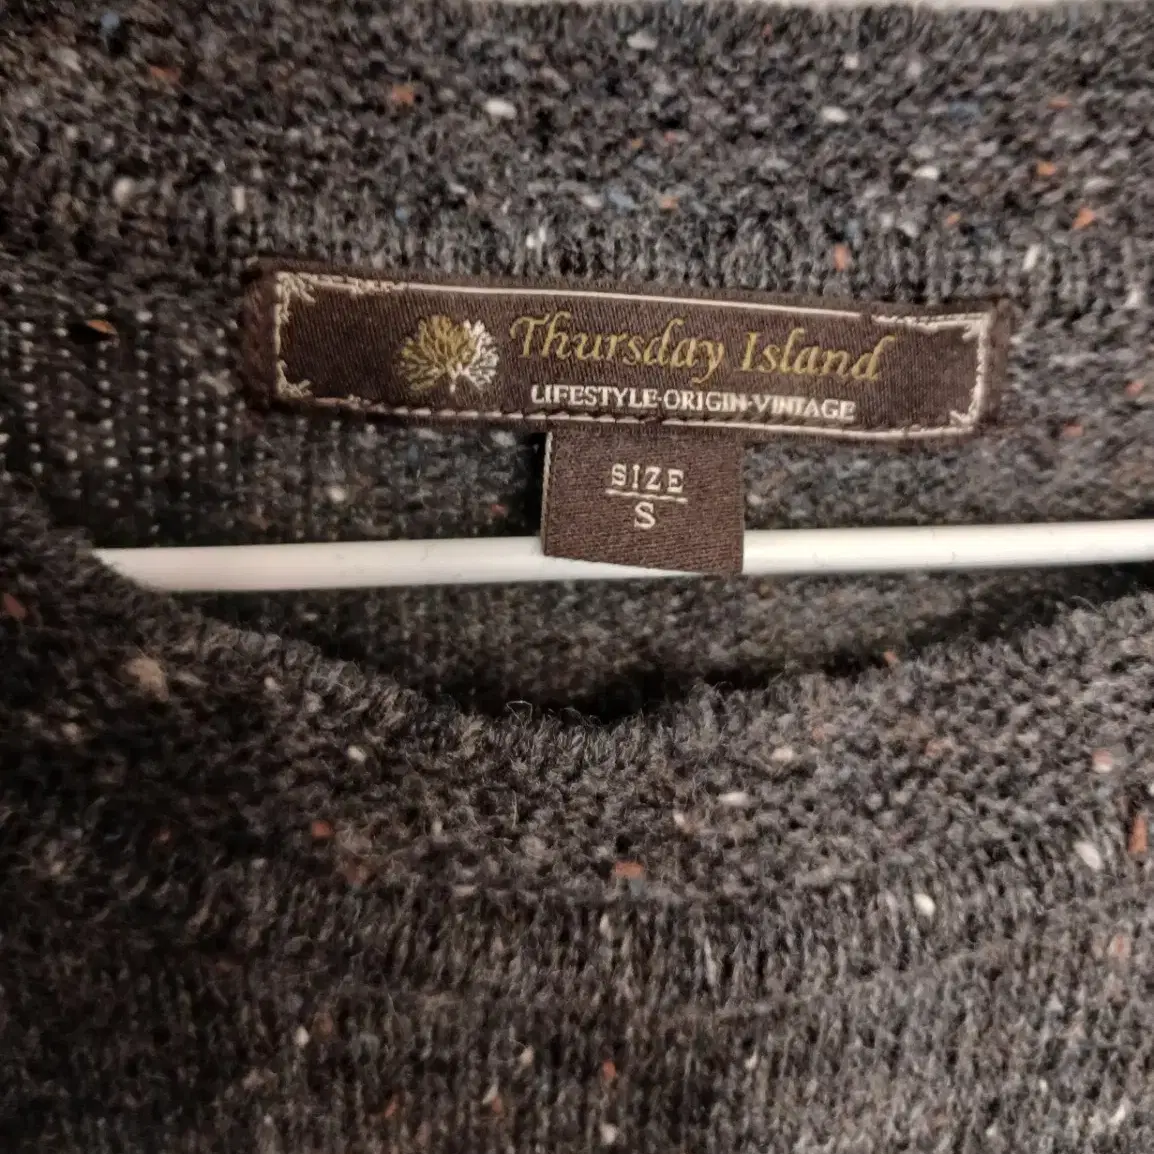 Thursday Island
LIFESTYLE·ORIGIN·VINTAGE
SIZE
S